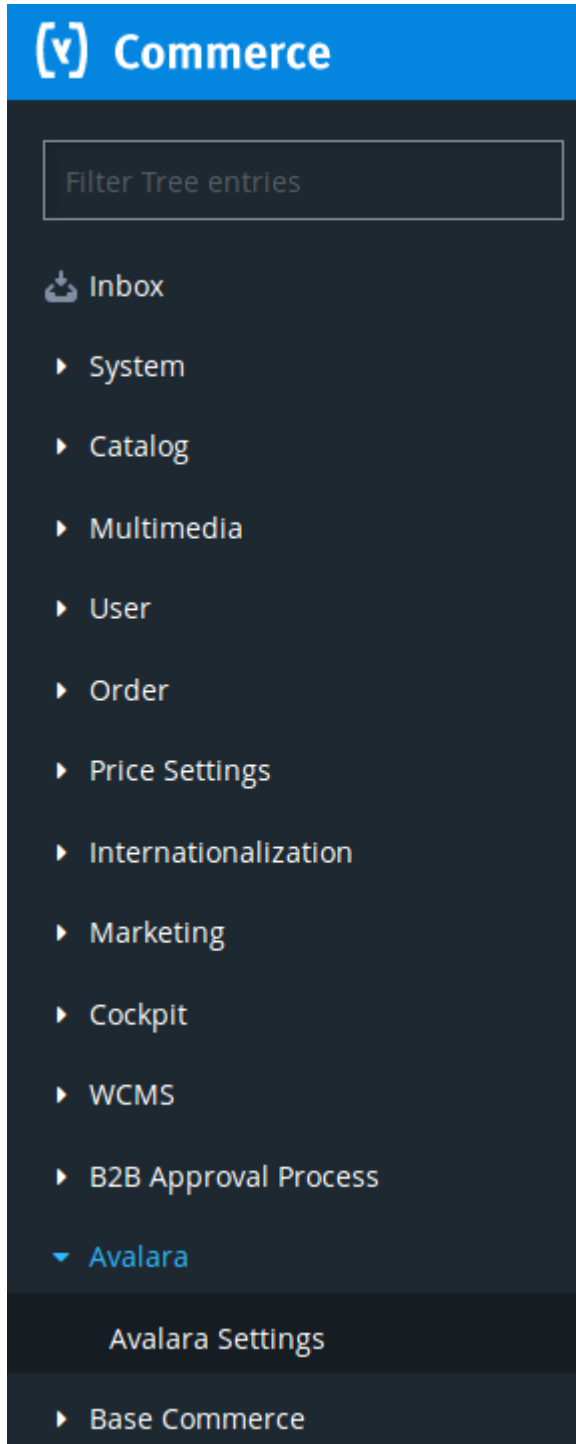 (y) Commerce
Filter Tree entries
Inbox
System
Catalog
Multimedia
User
Order
Price Settings
Internationalization
Marketing
Cockpit
WCMS
B2B Approval Process
Avalara
Avalara Settings
Base Commerce